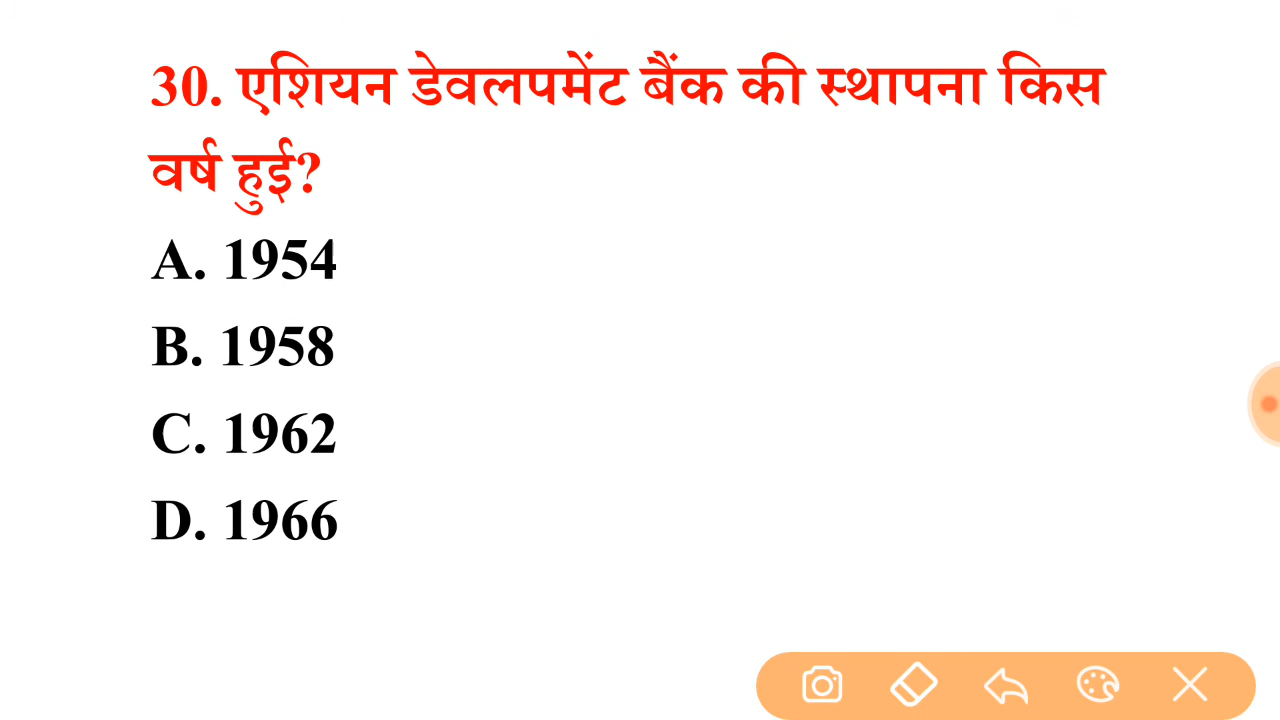 30. एशियन डेवलपमेंट बैंक की स्थापना किस
वर्ष हुई?
A. 1954
B. 1958
C. 1962
D. 1966